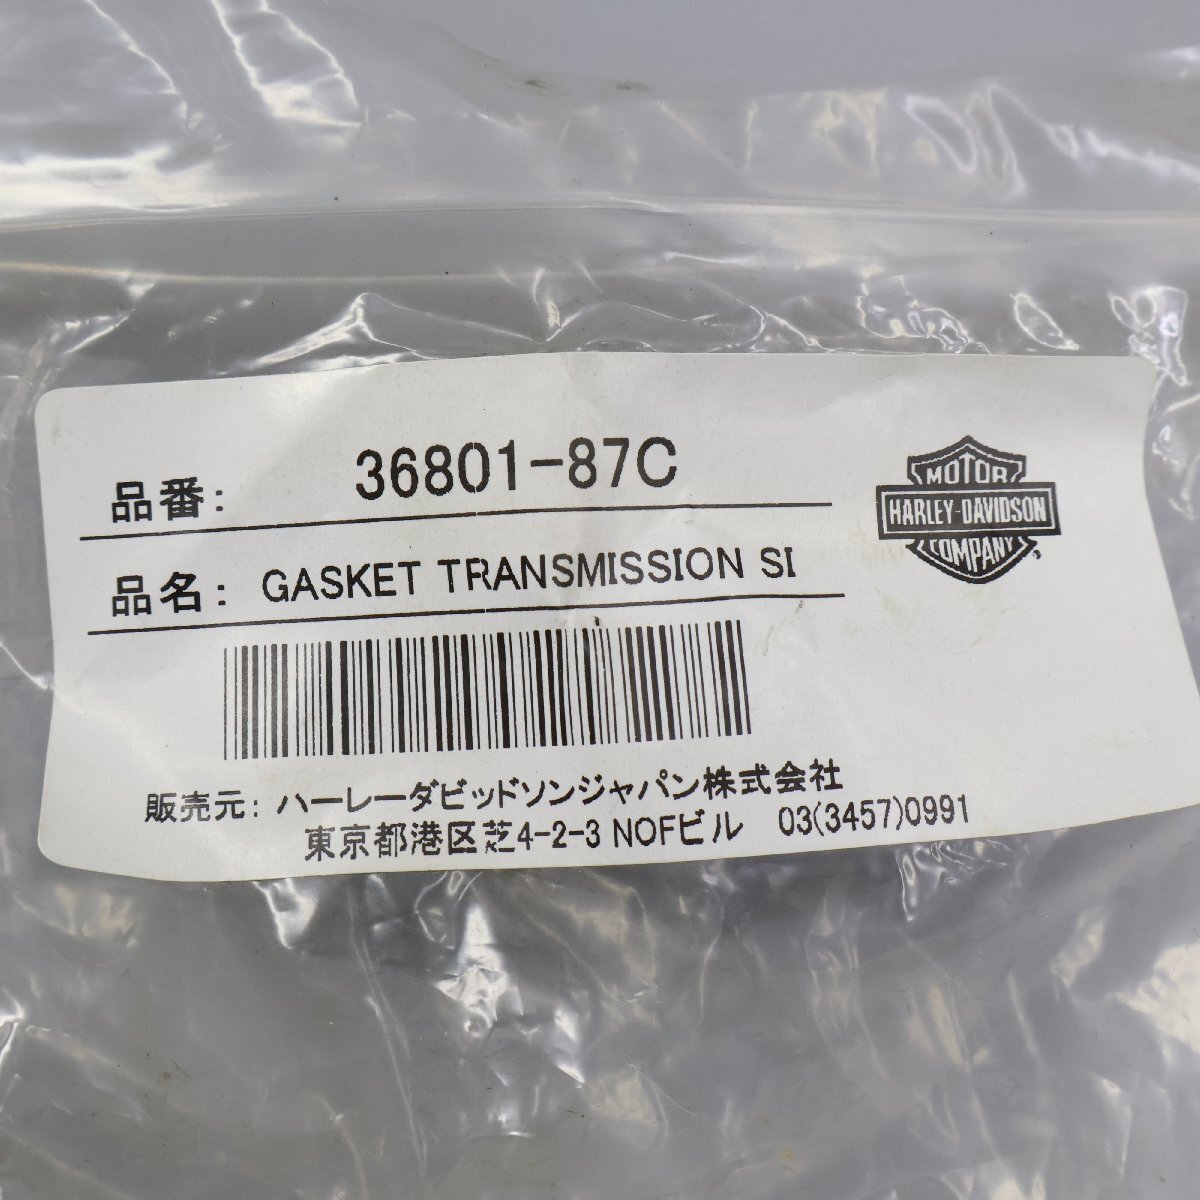 品番: 36801-87C
品名: GASKET TRANSMISSION SI
MOTOR
HARLEY-DAVIDSON
COMPANY
販売元: ハーレーダビッドソンジャパン株式会社
東京都港区芝4-2-3 NOFビル 03(3457)0991